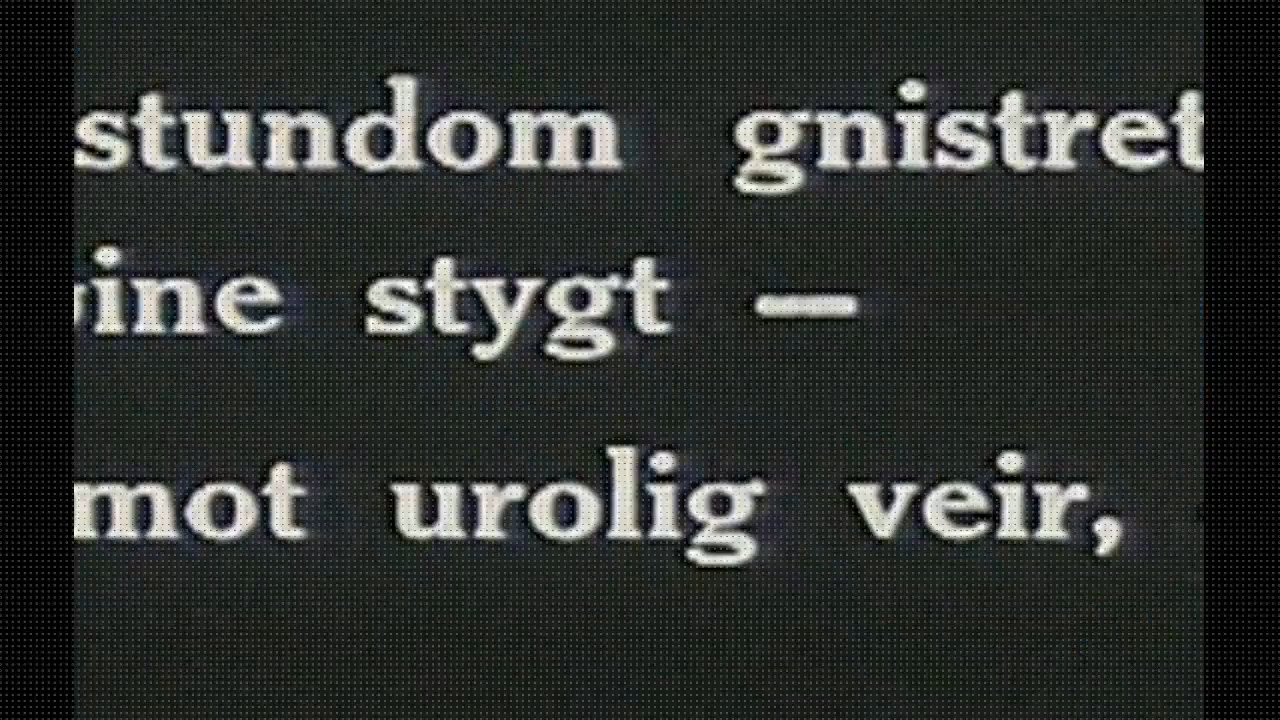 stundom gnistret
ine stygt —
mot urolig veir,